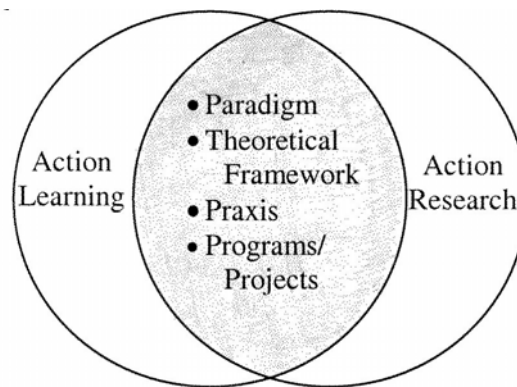 Action
Learning
• Paradigm
• Theoretical
Framework
• Praxis
• Programs/
Projects
Action
Research